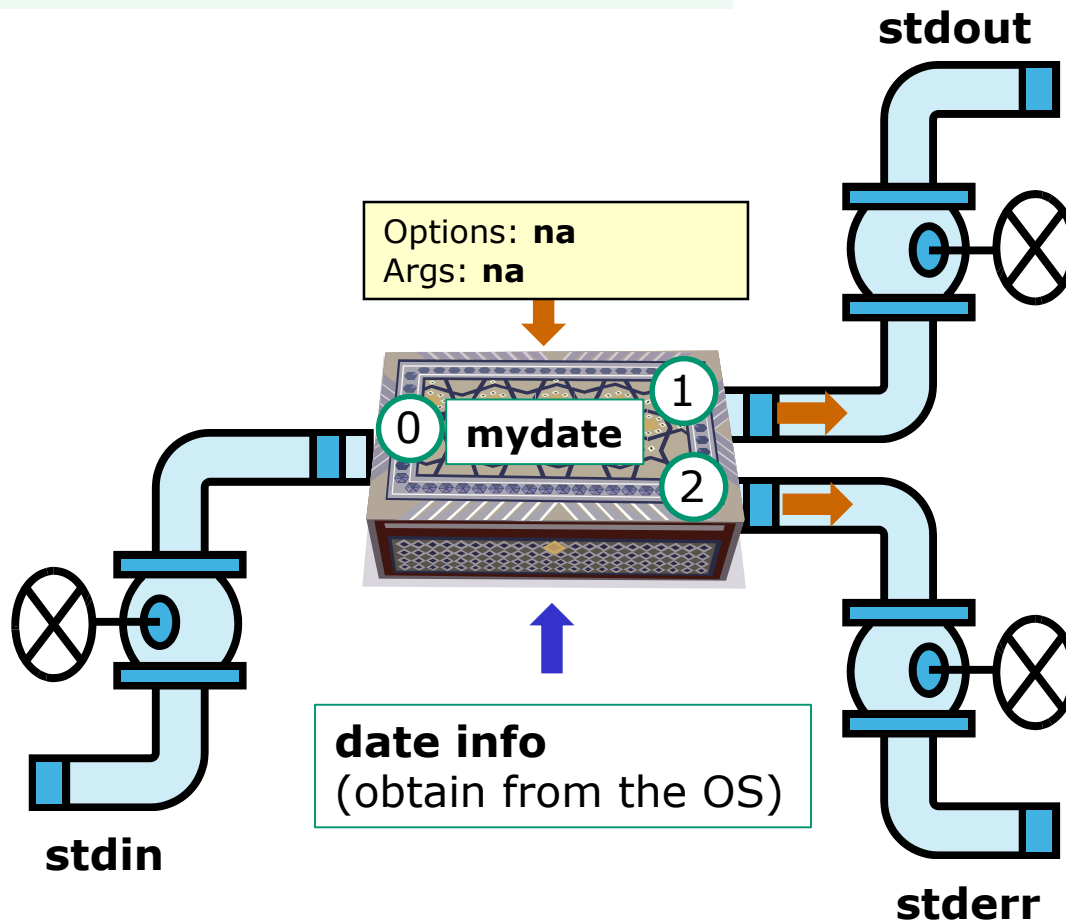 stdout
Options: na
Args: na
0
1
mydate
2
date info
(obtain from the OS)
stdin
stderr